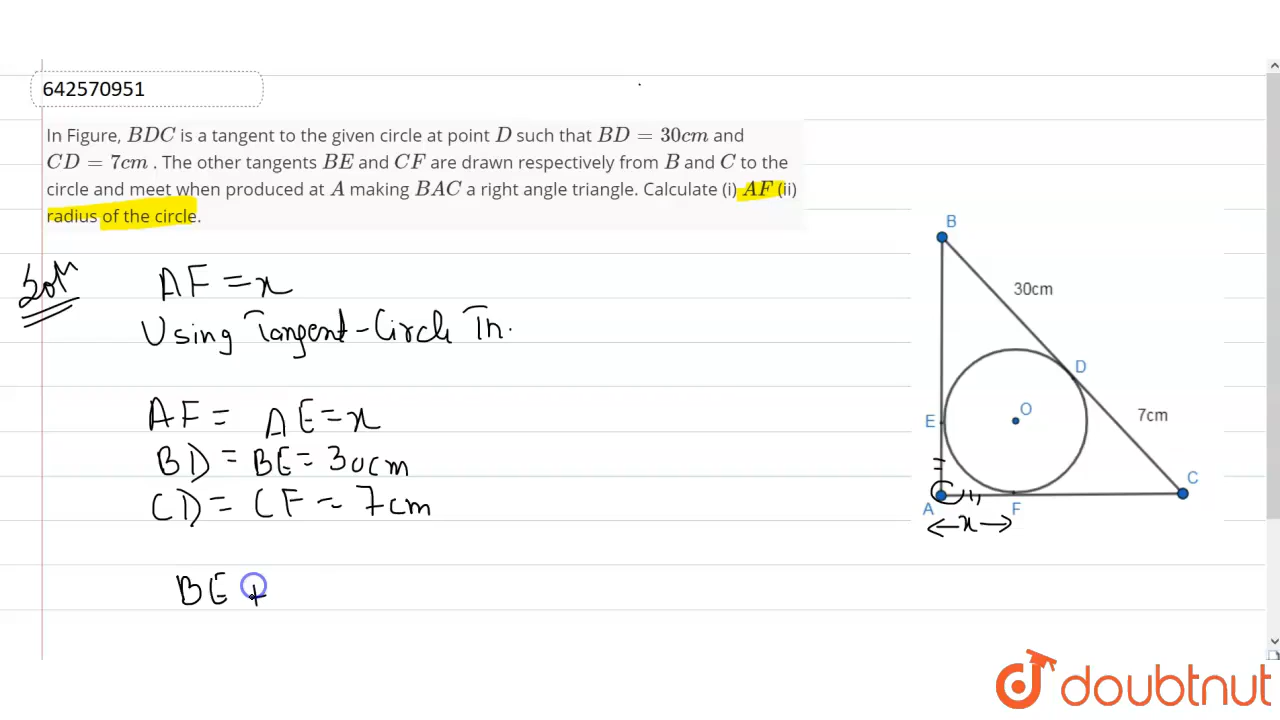 642570951
In Figure, BDC is a tangent to the given circle at point D such that BD = 30cm and
CD = 7cm . The other tangents BE and CF are drawn respectively from B and C to the
circle and meet when produced at A making BAC a right angle triangle. Calculate (i) AF (ii)
radius of the circle.
Soln
AF = x
Using Tangent-Circle Th.
AF = AE = x
BD = BE = 30cm
CD = CF = 7cm
BE +
B
30cm
D
O
7cm
E
C
A
F
x
doubtnut